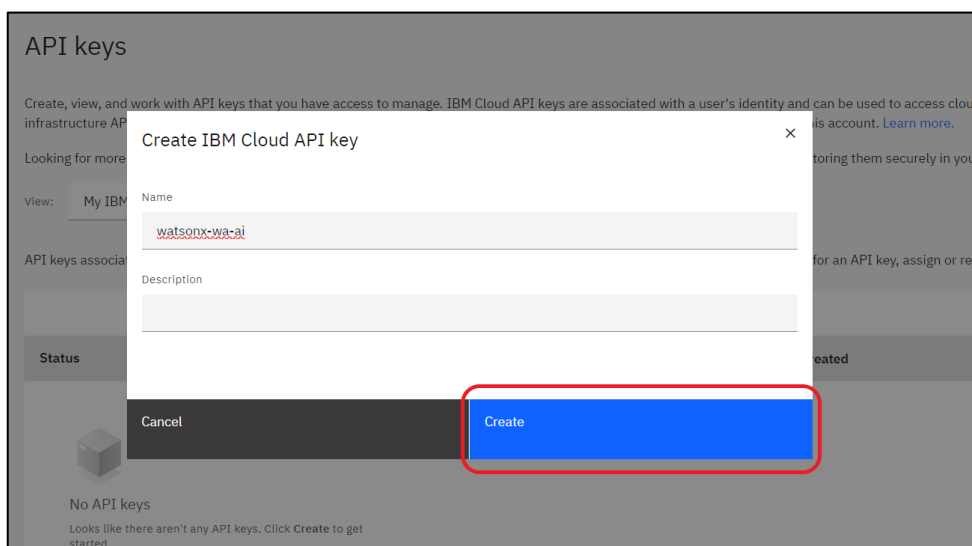 API keys
Create, view, and work with API keys that you have access to manage. IBM Cloud API keys are associated with a user's identity and can be used to access clou
infrastructure AP
is account. Learn more.
Looking for more
toring them securely in you
View: My IBM
API keys associa
for an API key, assign or re
Create IBM Cloud API key
Name
watsonx-wa-ai
Description
Cancel
Create
Status
eated
No API keys
Looks like there aren't any API keys. Click Create to get
started